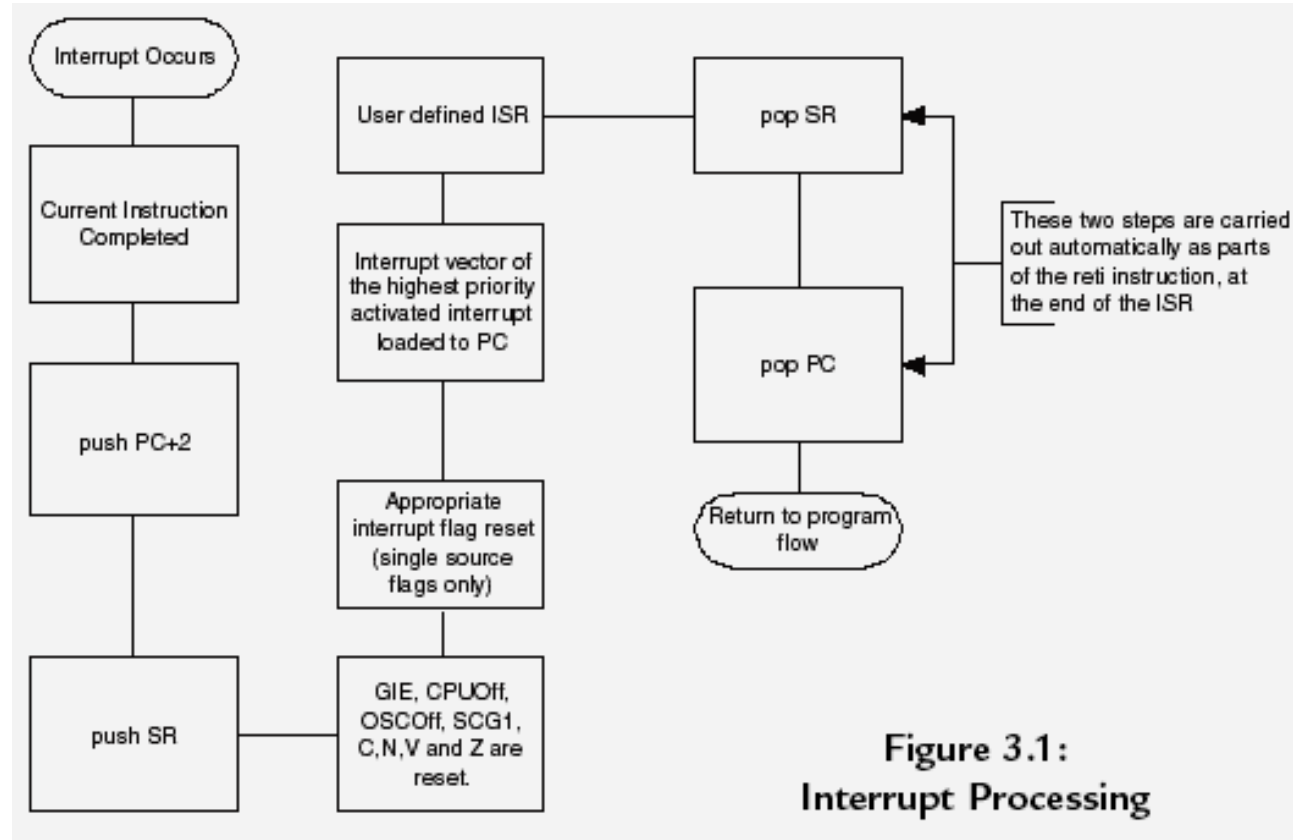 Interrupt Occurs
Current Instruction
Completed
push PC+2
push SR
GIE, CPUOff,
OSCOff, SCG1,
C,N,V and Z are
reset.
Appropriate
interrupt flag reset
(single source
flags only)
Interrupt vector of
the highest priority
activated interrupt
loaded to PC
User defined ISR
pop SR
pop PC
Return to program
flow
These two steps are carried
out automatically as parts
of the reti instruction, at
the end of the ISR
Figure 3.1:
Interrupt Processing